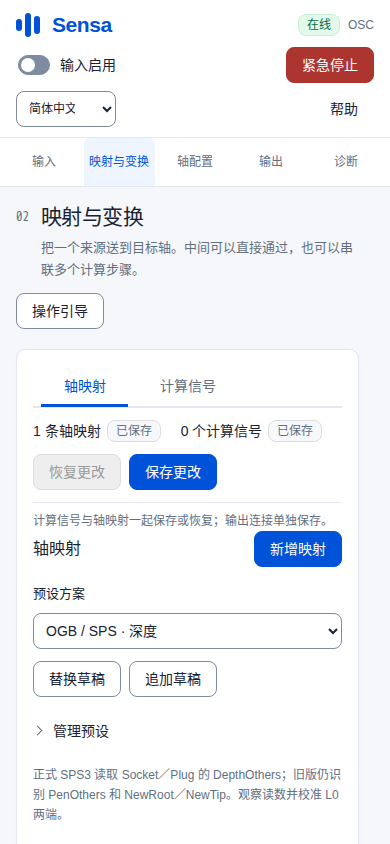 Sensa
在线 OSC
输入启用
紧急停止
简体中文
帮助
输入 映射与变换 轴配置 输出 诊断
02 映射与变换
把一个来源送到目标轴。中间可以直接通过，也可以串
联多个计算步骤。
操作引导
轴映射 计算信号
1 条轴映射 已保存 0 个计算信号 已保存
恢复更改 保存更改
计算信号与轴映射一起保存或恢复；输出连接单独保存。
轴映射 新增映射
预设方案
OGB / SPS · 深度
替换草稿 追加草稿
管理预设
正式 SPS3 读取 Socket／Plug 的 DepthOthers；旧版仍识
别 PenOthers 和 NewRoot／NewTip。观察读数并校准 L0
两端。